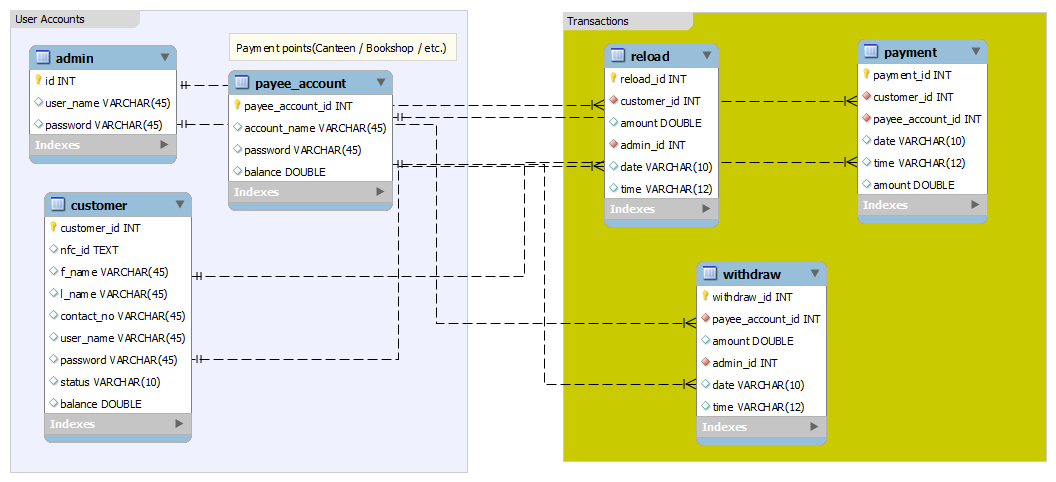 User Accounts
admin
id INT
user_name VARCHAR(45)
password VARCHAR(45)
Indexes
Payment points(Canteen / Bookshop / etc.)
payee_account
payee_account_id INT
account_name VARCHAR(45)
password VARCHAR(45)
balance DOUBLE
Indexes
customer
customer_id INT
nfc_id TEXT
f_name VARCHAR(45)
l_name VARCHAR(45)
contact_no VARCHAR(45)
user_name VARCHAR(45)
password VARCHAR(45)
status VARCHAR(10)
balance DOUBLE
Indexes
Transactions
reload
reload_id INT
customer_id INT
amount DOUBLE
admin_id INT
date VARCHAR(10)
time VARCHAR(12)
Indexes
payment
payment_id INT
customer_id INT
payee_account_id INT
date VARCHAR(10)
time VARCHAR(12)
amount DOUBLE
Indexes
withdraw
withdraw_id INT
payee_account_id INT
amount DOUBLE
admin_id INT
date VARCHAR(10)
time VARCHAR(12)
Indexes